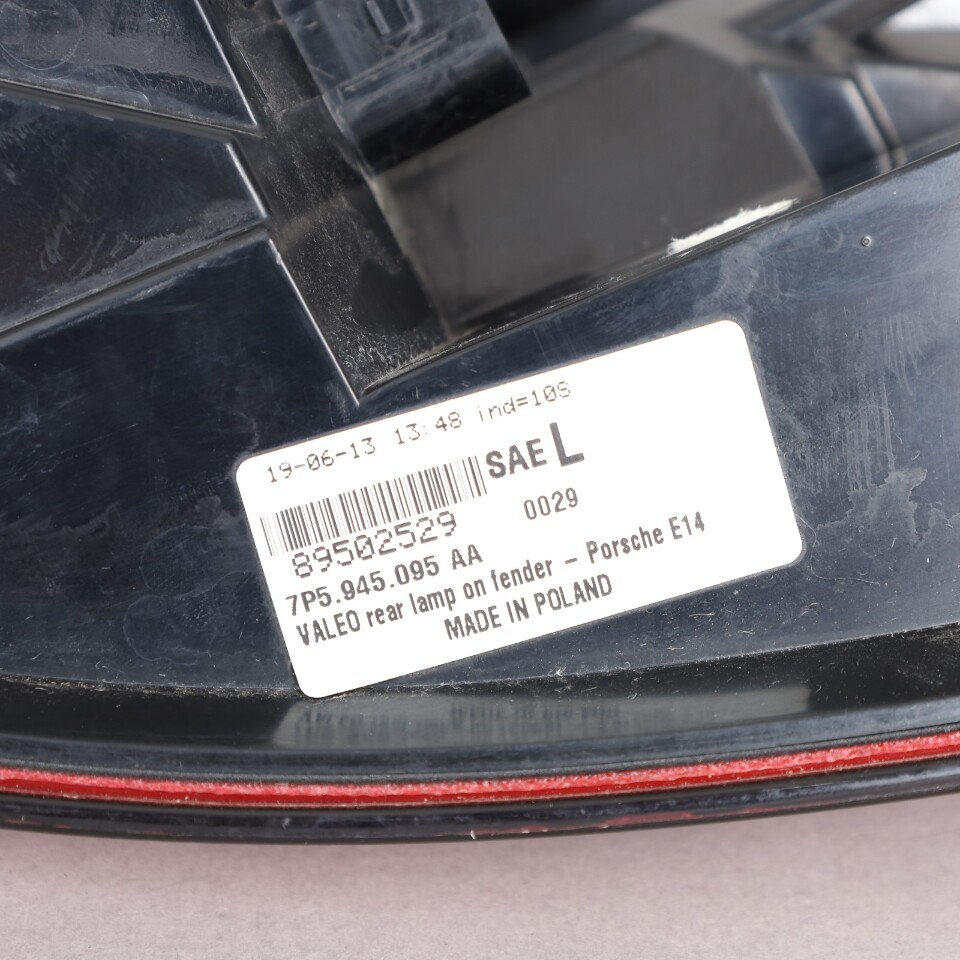 19-06-13 13:48 ind=10S
SAE L
89502529
0029
7P5.945.095 AA
VALEO rear lamp on fender – Porsche E14
MADE IN POLAND